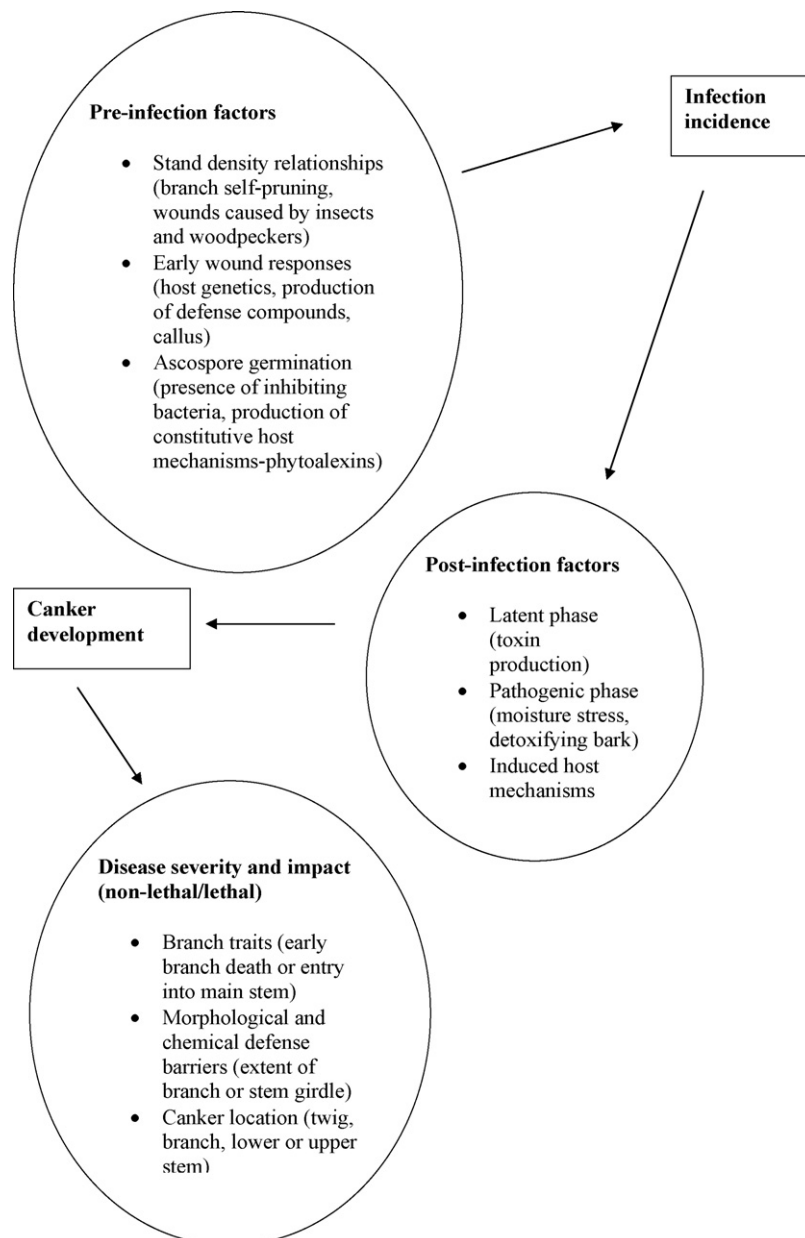 Pre-infection factors
• Stand density relationships
(branch self-pruning,
wounds caused by insects
and woodpeckers)
• Early wound responses
(host genetics, production
of defense compounds,
callus)
• Ascospore germination
(presence of inhibiting
bacteria, production of
constitutive host
mechanisms-phytoalexins)
Infection
incidence
Post-infection factors
• Latent phase
(toxin
production)
• Pathogenic phase
(moisture stress,
detoxifying bark)
• Induced host
mechanisms
Canker
development
Disease severity and impact
(non-lethal/lethal)
• Branch traits (early
branch death or entry
into main stem)
• Morphological and
chemical defense
barriers (extent of
branch or stem girdle)
• Canker location (twig,
branch, lower or upper
stem)